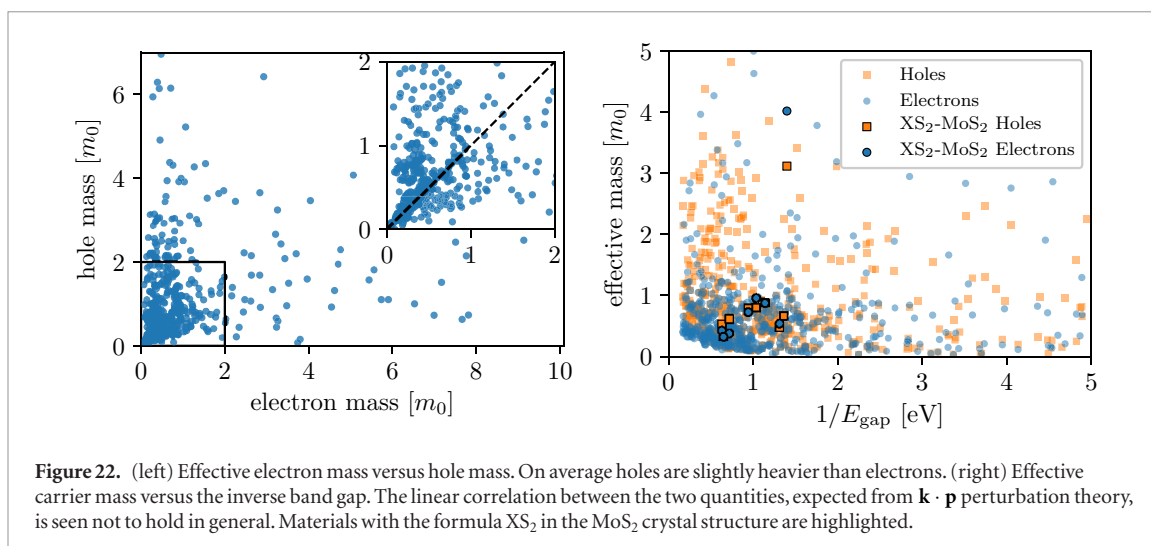 6
4
2
0
hole mass [m₀]
0
2
4
6
8
10
electron mass [m₀]
2
1
0
0
1
2
5
4
3
2
1
0
effective mass [m₀]
0
1
2
3
4
5
1/E_gap [eV]
Holes
Electrons
XS₂-MoS₂ Holes
XS₂-MoS₂ Electrons
Figure 22. (left) Effective electron mass versus hole mass. On average holes are slightly heavier than electrons. (right) Effective
carrier mass versus the inverse band gap. The linear correlation between the two quantities, expected from k · p perturbation theory,
is seen not to hold in general. Materials with the formula XS₂ in the MoS₂ crystal structure are highlighted.